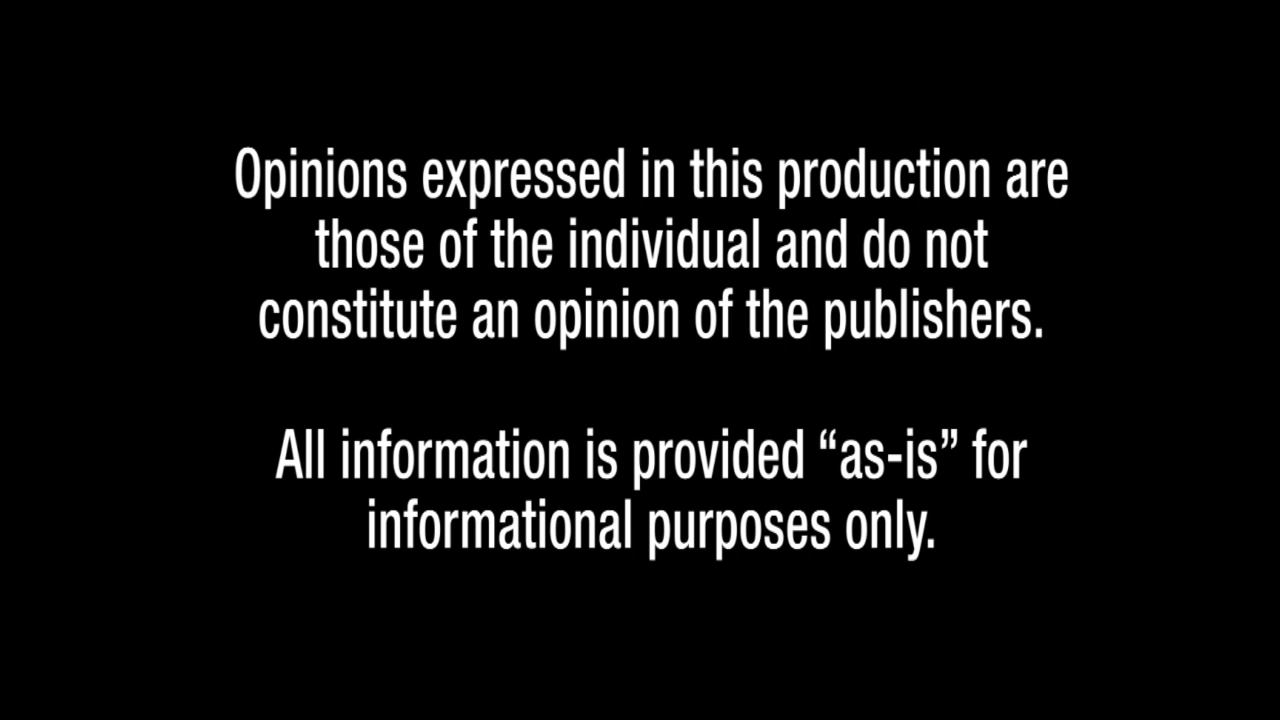 Opinions expressed in this production are
those of the individual and do not
constitute an opinion of the publishers.
All information is provided “as-is” for
informational purposes only.